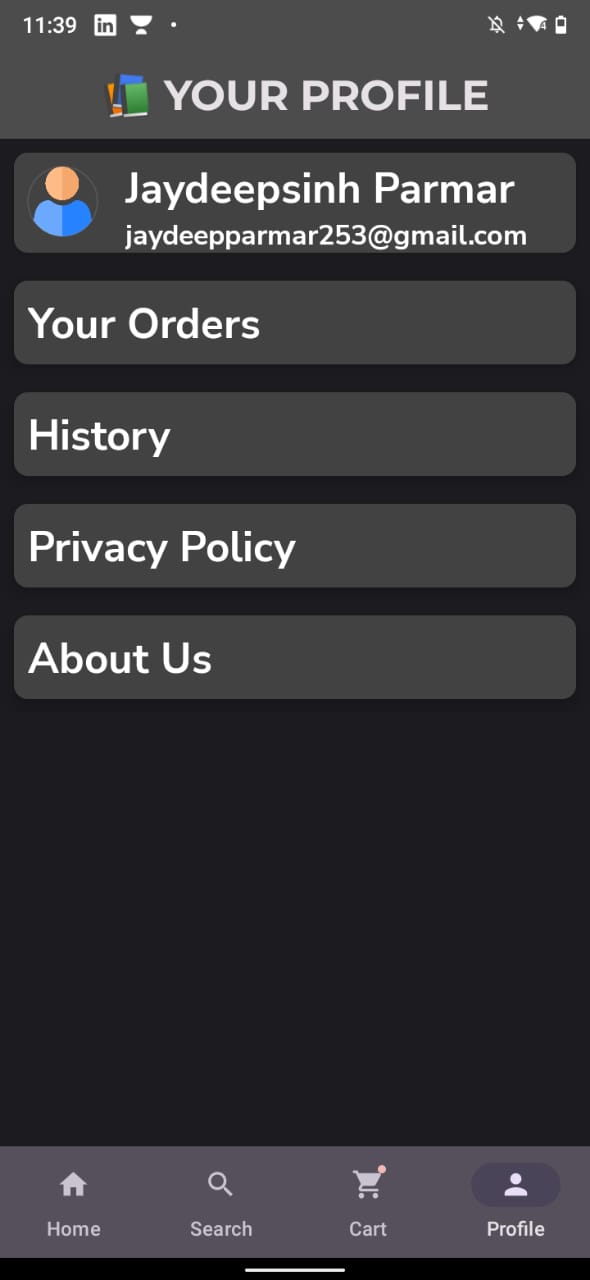 11:39
YOUR PROFILE
Jaydeepsinh Parmar
jaydeepparmar253@gmail.com
Your Orders
History
Privacy Policy
About Us
Home Search Cart Profile